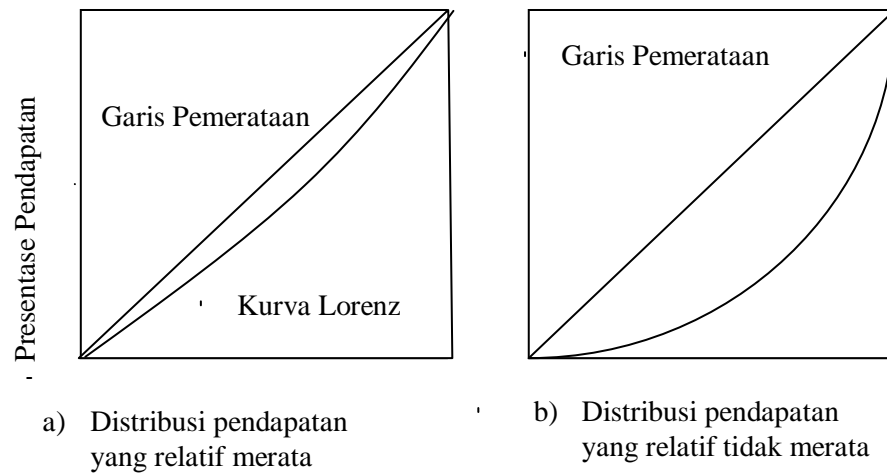 Presentase Pendapatan
Garis Pemerataan
Kurva Lorenz
a) Distribusi pendapatan
yang relatif merata
Garis Pemerataan
b) Distribusi pendapatan
yang relatif tidak merata